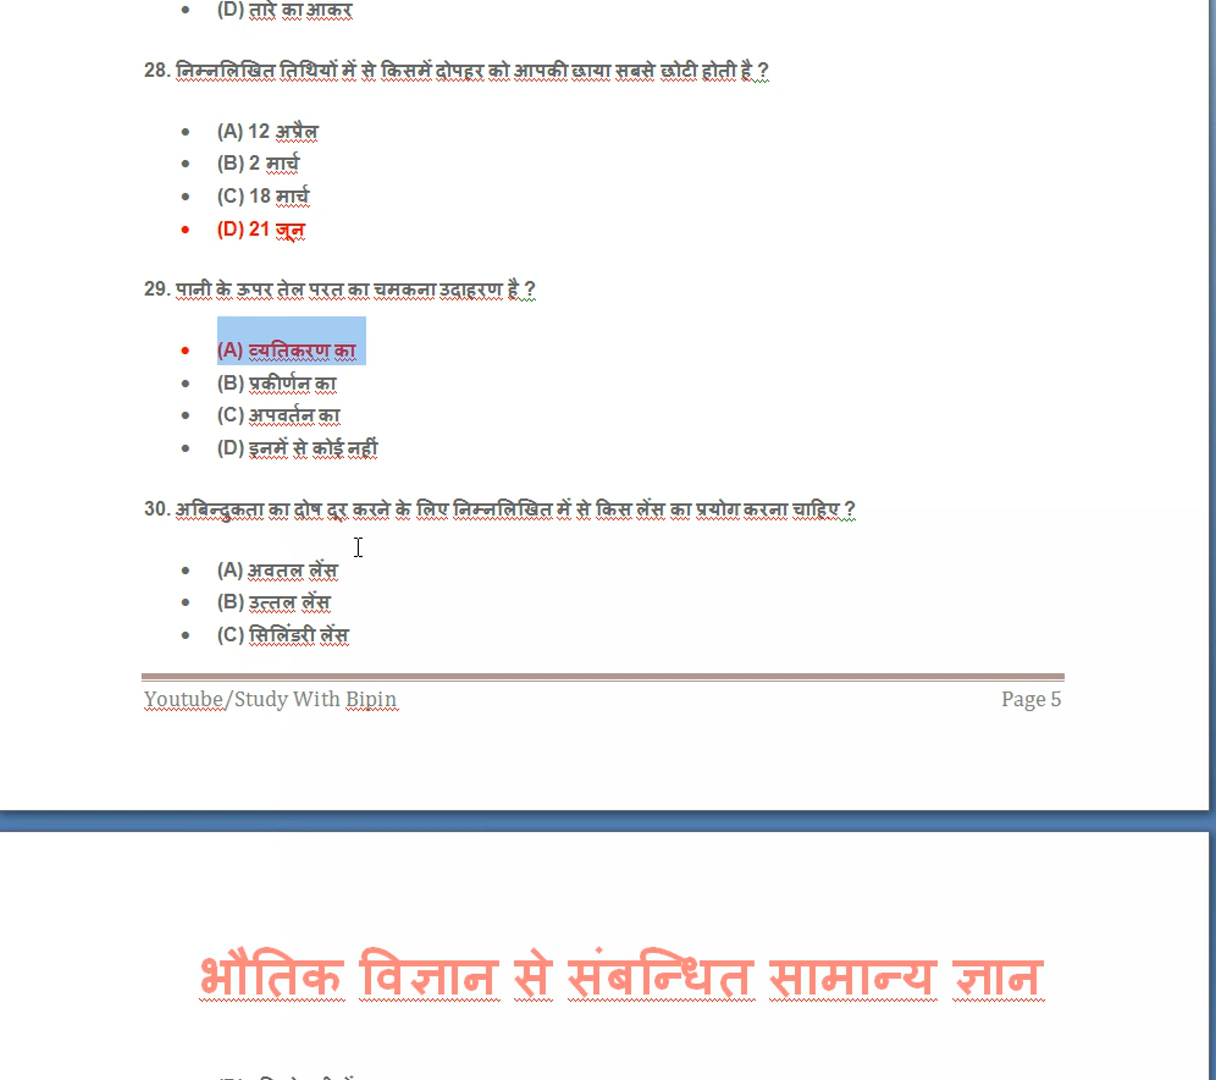 (D) तारे का आकर
28. निम्नलिखित तिथियों में से किसमें दोपहर को आपकी छाया सबसे छोटी होती है ?
(A) 12 अप्रैल
(B) 2 मार्च
(C) 18 मार्च
(D) 21 जून
29. पानी के ऊपर तेल परत का चमकना उदाहरण है ?
(A) व्यतिकरण का
(B) प्रकीर्णन का
(C) अपवर्तन का
(D) इनमें से कोई नहीं
30. अबिन्दुकता का दोष दूर करने के लिए निम्नलिखित में से किस लेंस का प्रयोग करना चाहिए ?
(A) अवतल लेंस
(B) उत्तल लेंस
(C) सिलिंडरी लेंस
Youtube/Study With Bipin Page 5
भौतिक विज्ञान से संबन्धित सामान्य ज्ञान